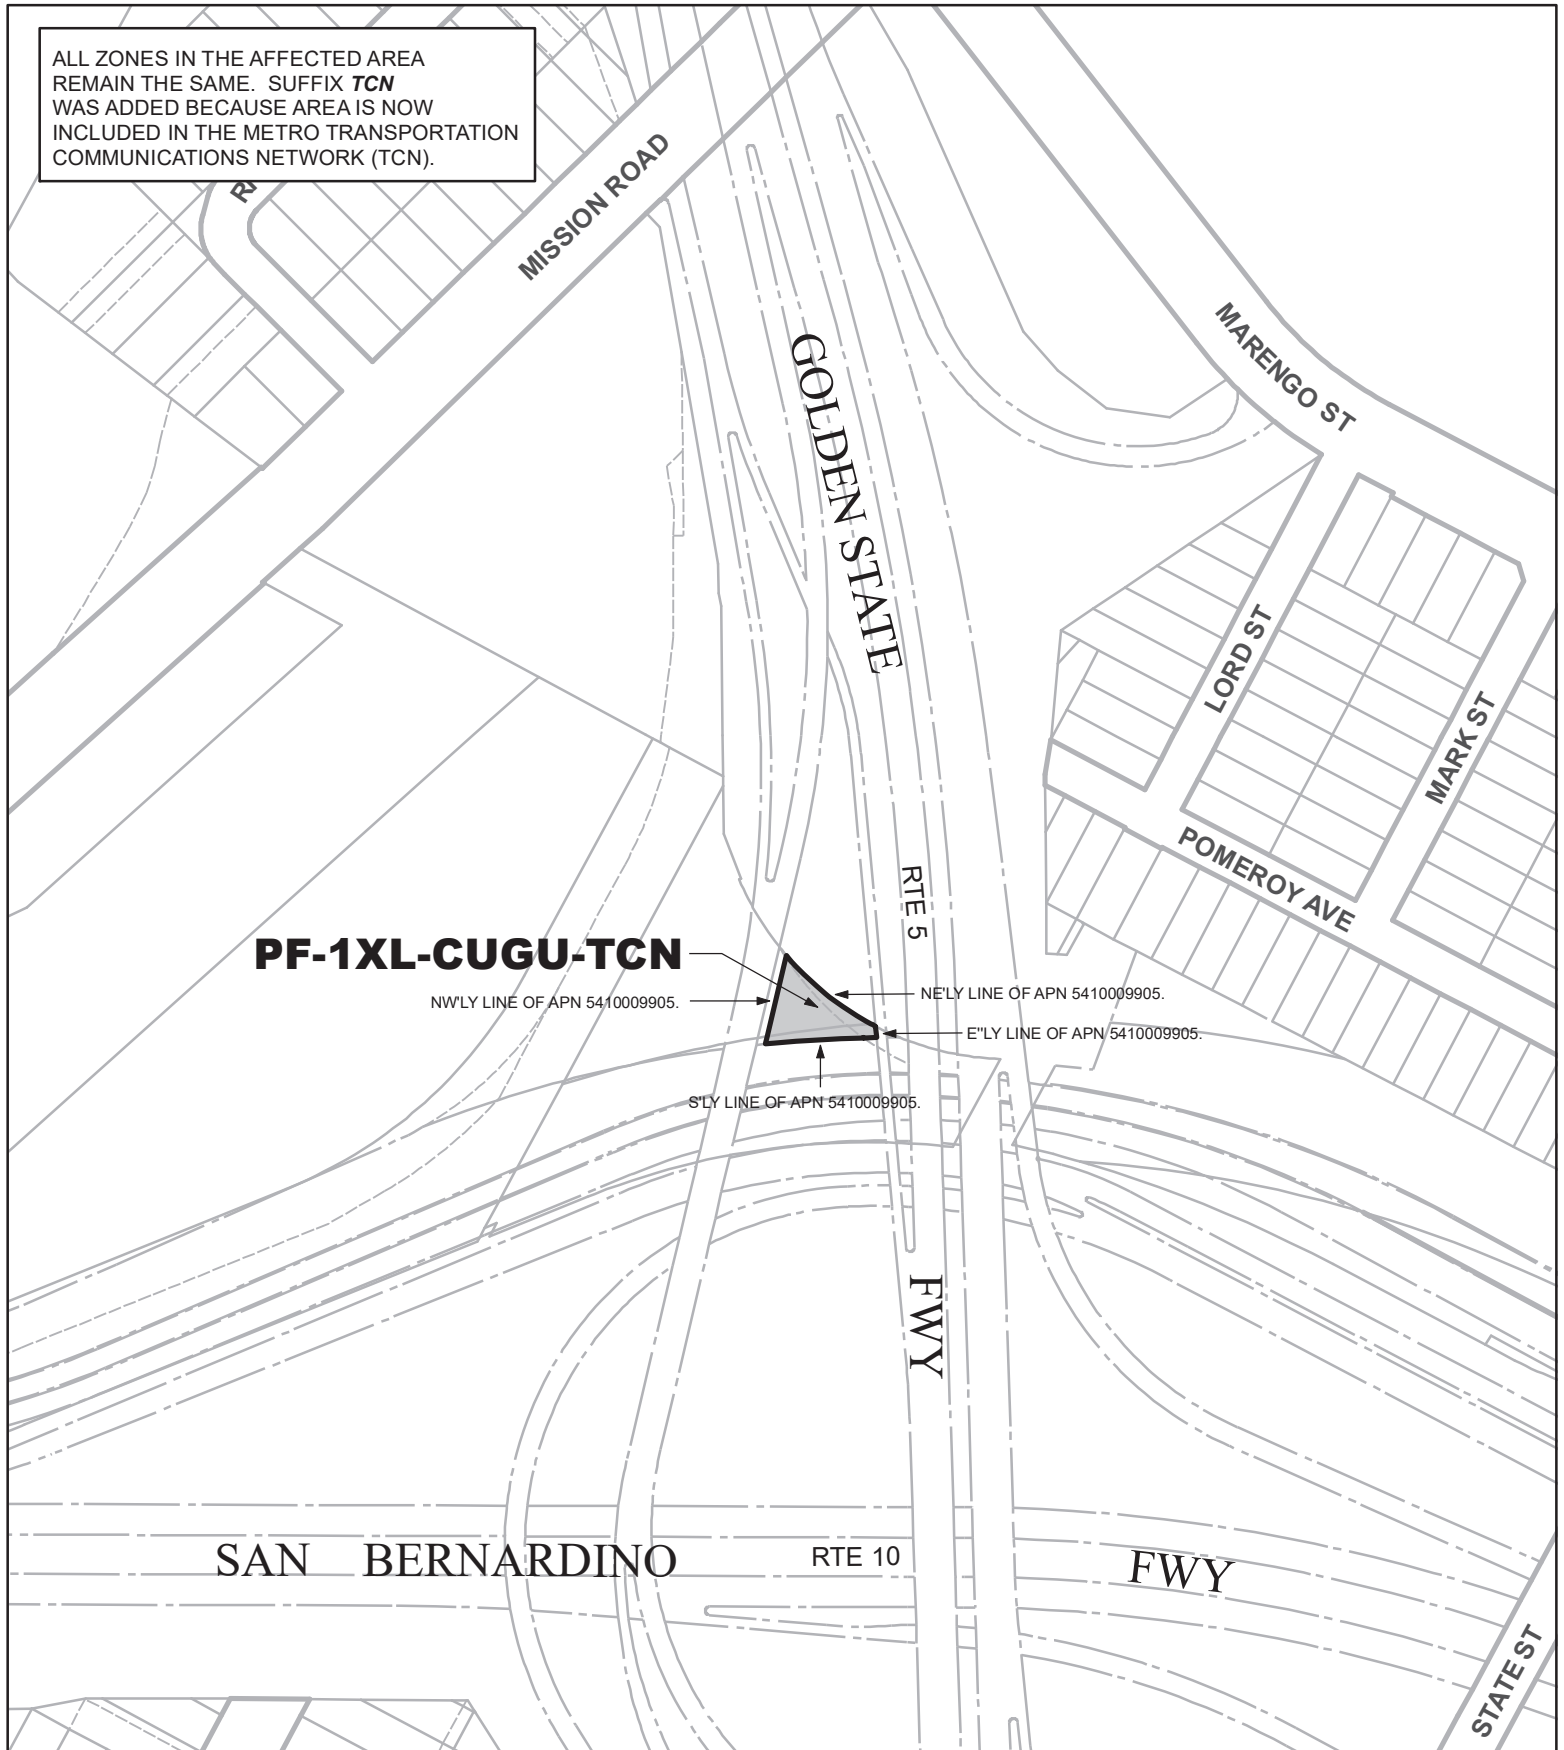 ALL ZONES IN THE AFFECTED AREA
REMAIN THE SAME. SUFFIX TCN
WAS ADDED BECAUSE AREA IS NOW
INCLUDED IN THE METRO TRANSPORTATION
COMMUNICATIONS NETWORK (TCN).
MISSION ROAD
MARENGO ST
GOLDEN STATE
LORD ST
MARK ST
POMEROY AVE
RTE 5
PF-1XL-CUGU-TCN
NW'LY LINE OF APN 5410009905.
NE'LY LINE OF APN 5410009905.
E"LY LINE OF APN 5410009905.
S'LY LINE OF APN 5410009905.
FWY
SAN BERNARDINO
RTE 10
FWY
STATE ST